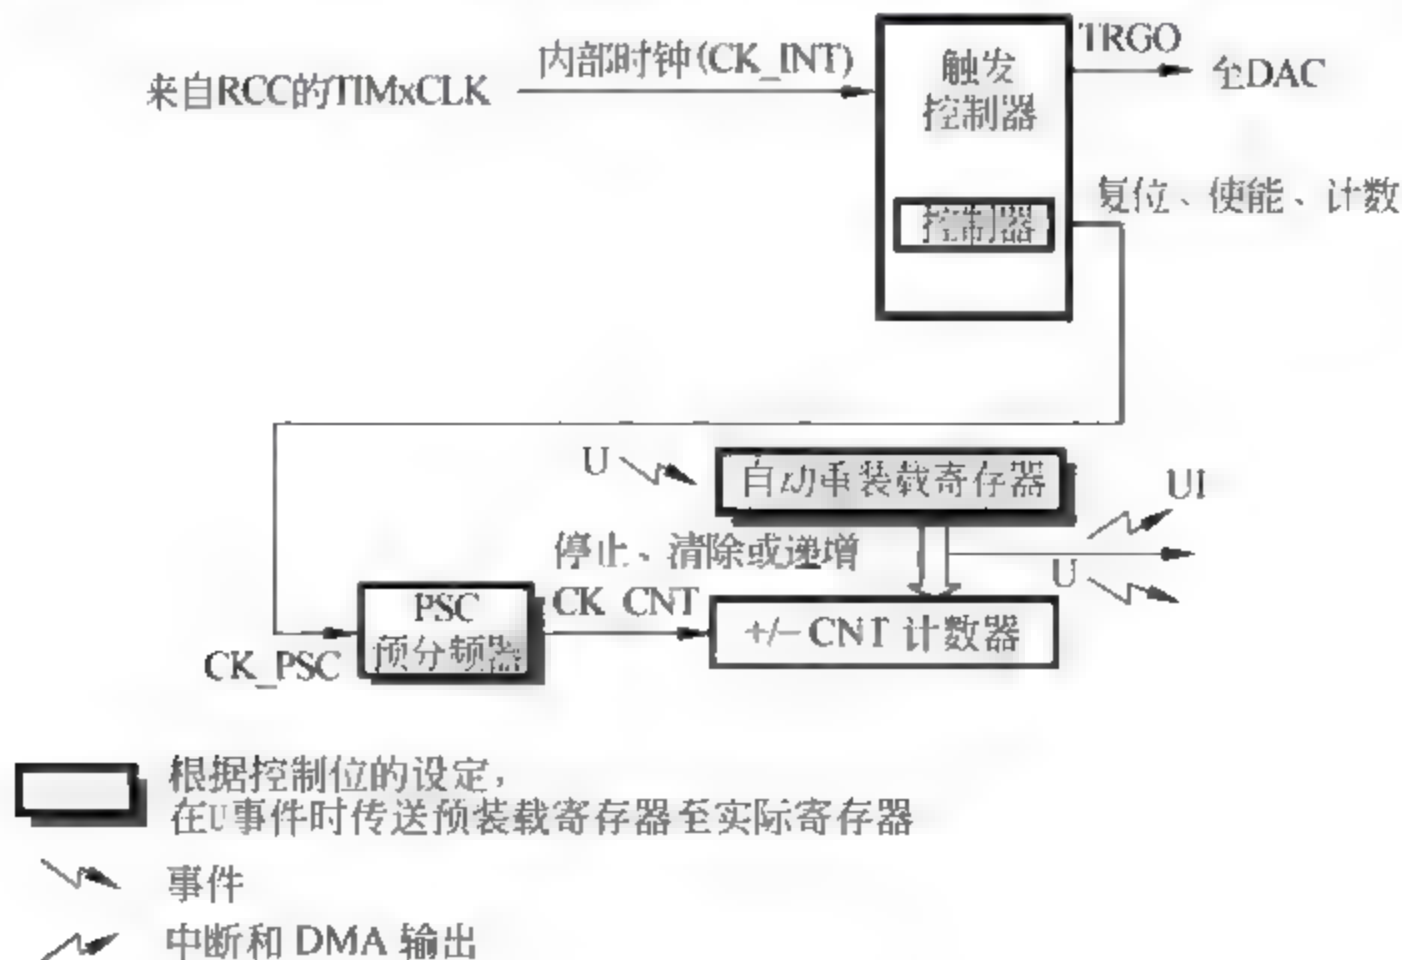 来自RCC的TIMxCLK
内部时钟(CK_INT)
触发
控制器
TRGO
至DAC
控制器
复位、使能、计数
U
自动重装载寄存器
UI
停止、清除或递增
U
PSC
预分频器
CK_PSC
CK_CNT
+/- CNT 计数器
根据控制位的设定,
在U事件时传送预装载寄存器至实际寄存器
事件
中断和 DMA 输出